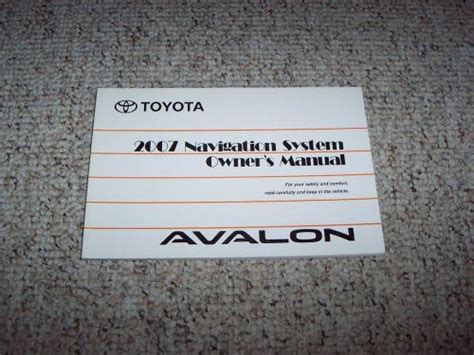 TOYOTA
2007 Navigation System
Owner's Manual
For your safety and comfort,
read carefully and keep in the vehicle.
AVALON